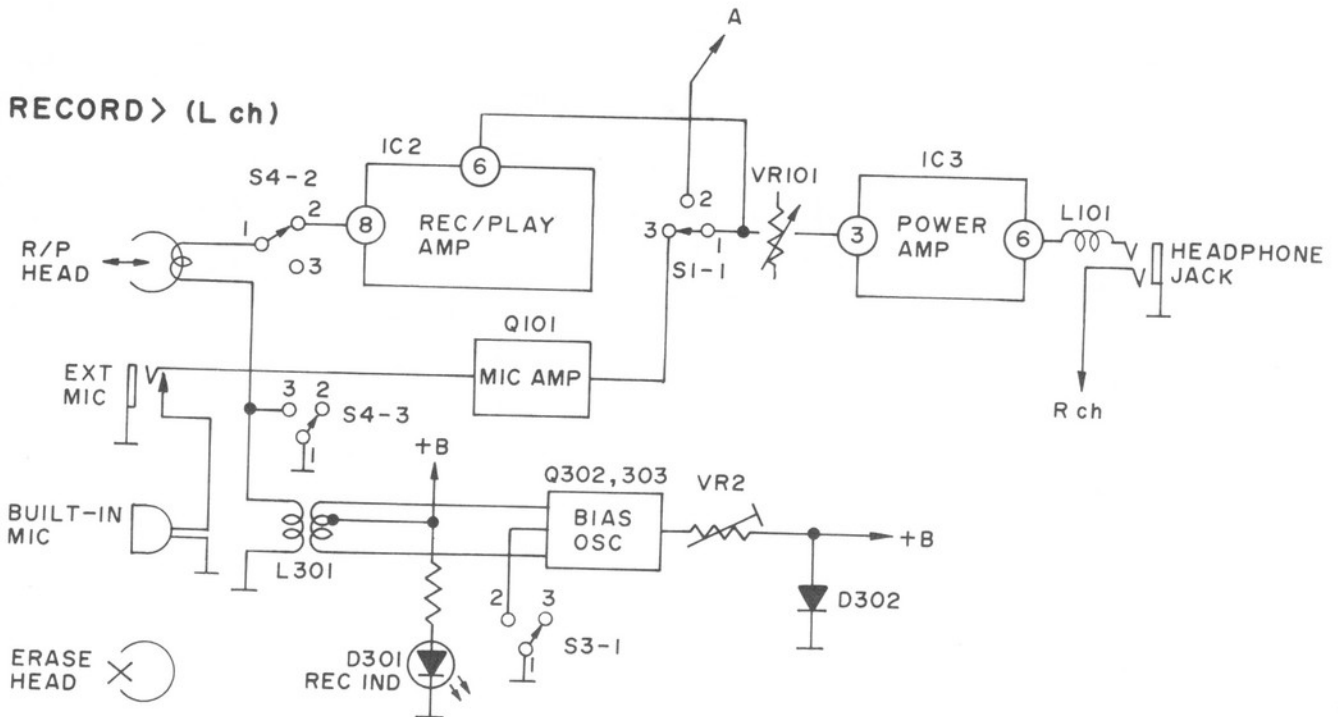 A
RECORD> (L ch)
IC2
6
S4-2
1
2
3
8
REC/PLAY
AMP
R/P
HEAD
2
3
1
S1-1
VR101
IC3
3
POWER
AMP
6
L101
HEADPHONE
JACK
R ch
Q101
MIC AMP
EXT
MIC
3
2
S4-3
1
+B
BUILT-IN
MIC
L301
Q302,303
BIAS
OSC
VR2
+B
D302
2
3
S3-1
1
D301
REC IND
ERASE
HEAD